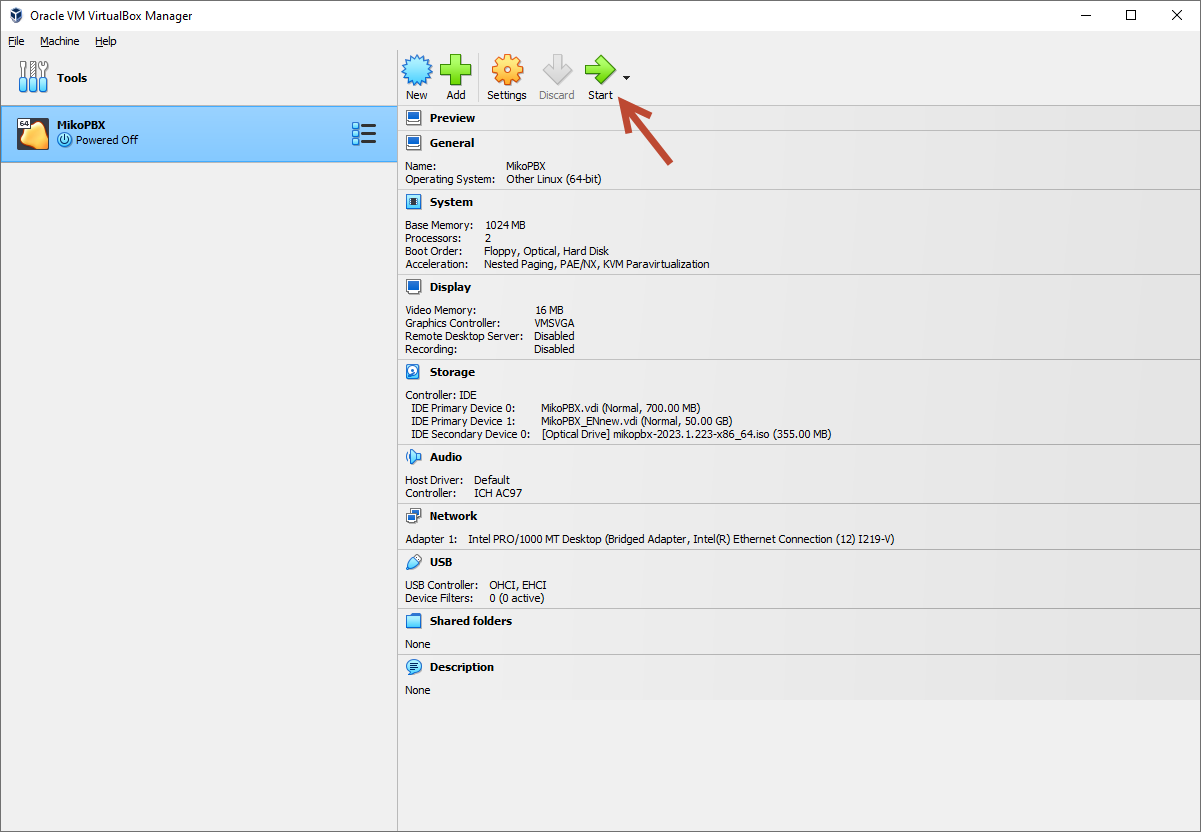 Oracle VM VirtualBox Manager
File Machine Help
Tools
New Add Settings Discard Start
64
MikoPBX
Powered Off
Preview
General
Name: MikoPBX
Operating System: Other Linux (64-bit)
System
Base Memory: 1024 MB
Processors: 2
Boot Order: Floppy, Optical, Hard Disk
Acceleration: Nested Paging, PAE/NX, KVM Paravirtualization
Display
Video Memory: 16 MB
Graphics Controller: VMSVGA
Remote Desktop Server: Disabled
Recording: Disabled
Storage
Controller: IDE
IDE Primary Device 0: MikoPBX.vdi (Normal, 700.00 MB)
IDE Primary Device 1: MikoPBX_ENnew.vdi (Normal, 50.00 GB)
IDE Secondary Device 0: [Optical Drive] mikopbx-2023.1.223-x86_64.iso (355.00 MB)
Audio
Host Driver: Default
Controller: ICH AC97
Network
Adapter 1: Intel PRO/1000 MT Desktop (Bridged Adapter, Intel(R) Ethernet Connection (12) I219-V)
USB
USB Controller: OHCI, EHCI
Device Filters: 0 (0 active)
Shared folders
None
Description
None